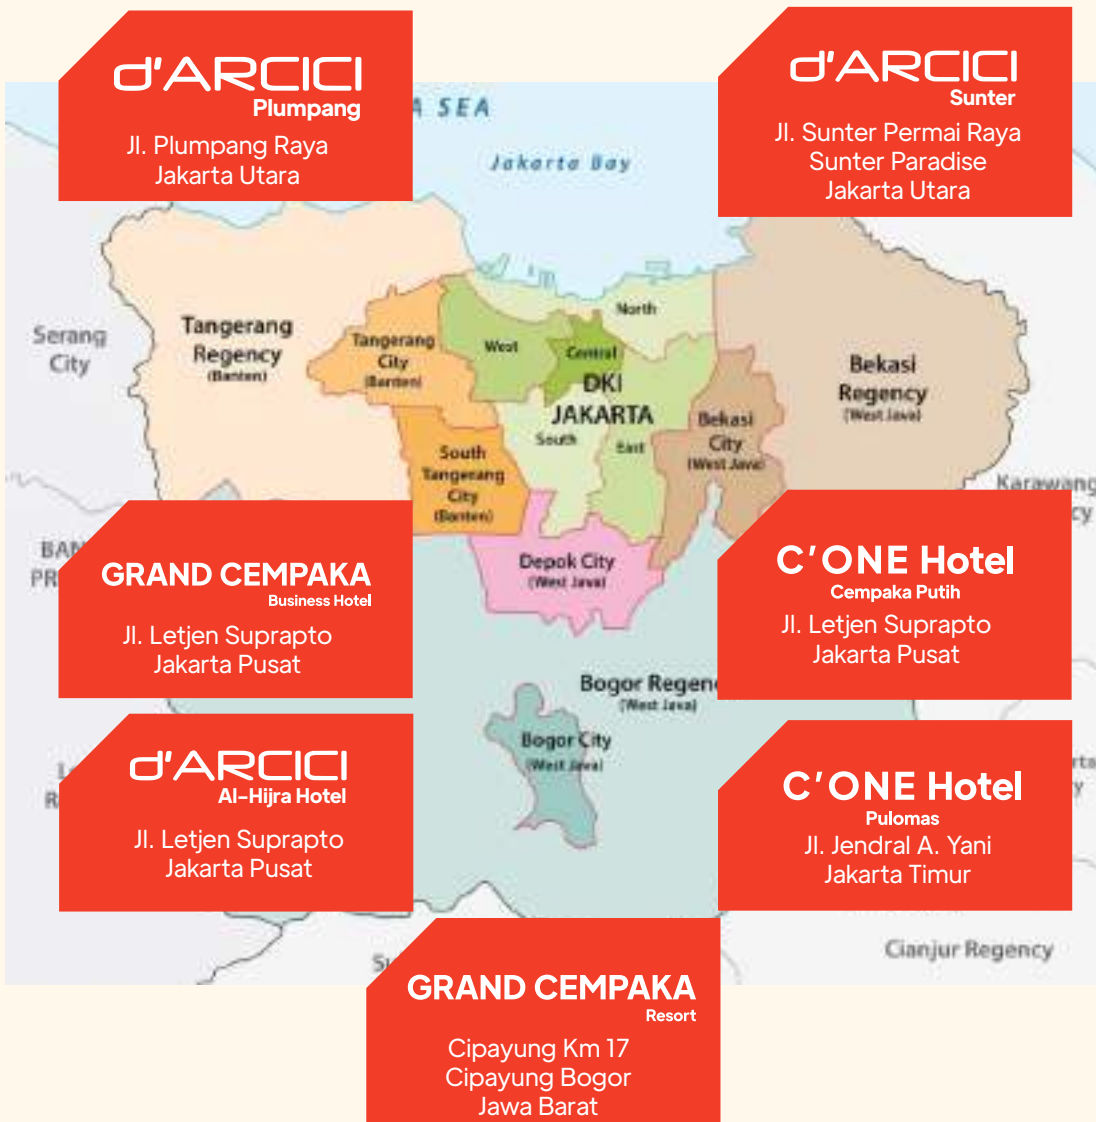 d'ARCICI
Plumpang
Jl. Plumpang Raya
Jakarta Utara
d'ARCICI
Sunter
Jl. Sunter Permai Raya
Sunter Paradise
Jakarta Utara
SEA
Jakarta Bay
North
West
Central
DKI
JAKARTA
South
East
Serang
City
Tangerang
Regency
(Banten)
Tangerang
City
(Banten)
South
Tangerang
City
(Banten)
Bekasi
City
(West Java)
Bekasi
Regency
(West Java)
Karawang
Depok City
(West Java)
GRAND CEMPAKA
Business Hotel
Jl. Letjen Suprapto
Jakarta Pusat
C'ONE Hotel
Cempaka Putih
Jl. Letjen Suprapto
Jakarta Pusat
Bogor
(West Java)
Bogor City
(West Java)
d'ARCICI
Al-Hijra Hotel
Jl. Letjen Suprapto
Jakarta Pusat
C'ONE Hotel
Pulomas
Jl. Jendral A. Yani
Jakarta Timur
Cianjur Regency
GRAND CEMPAKA
Resort
Cipayung Km 17
Cipayung Bogor
Jawa Barat